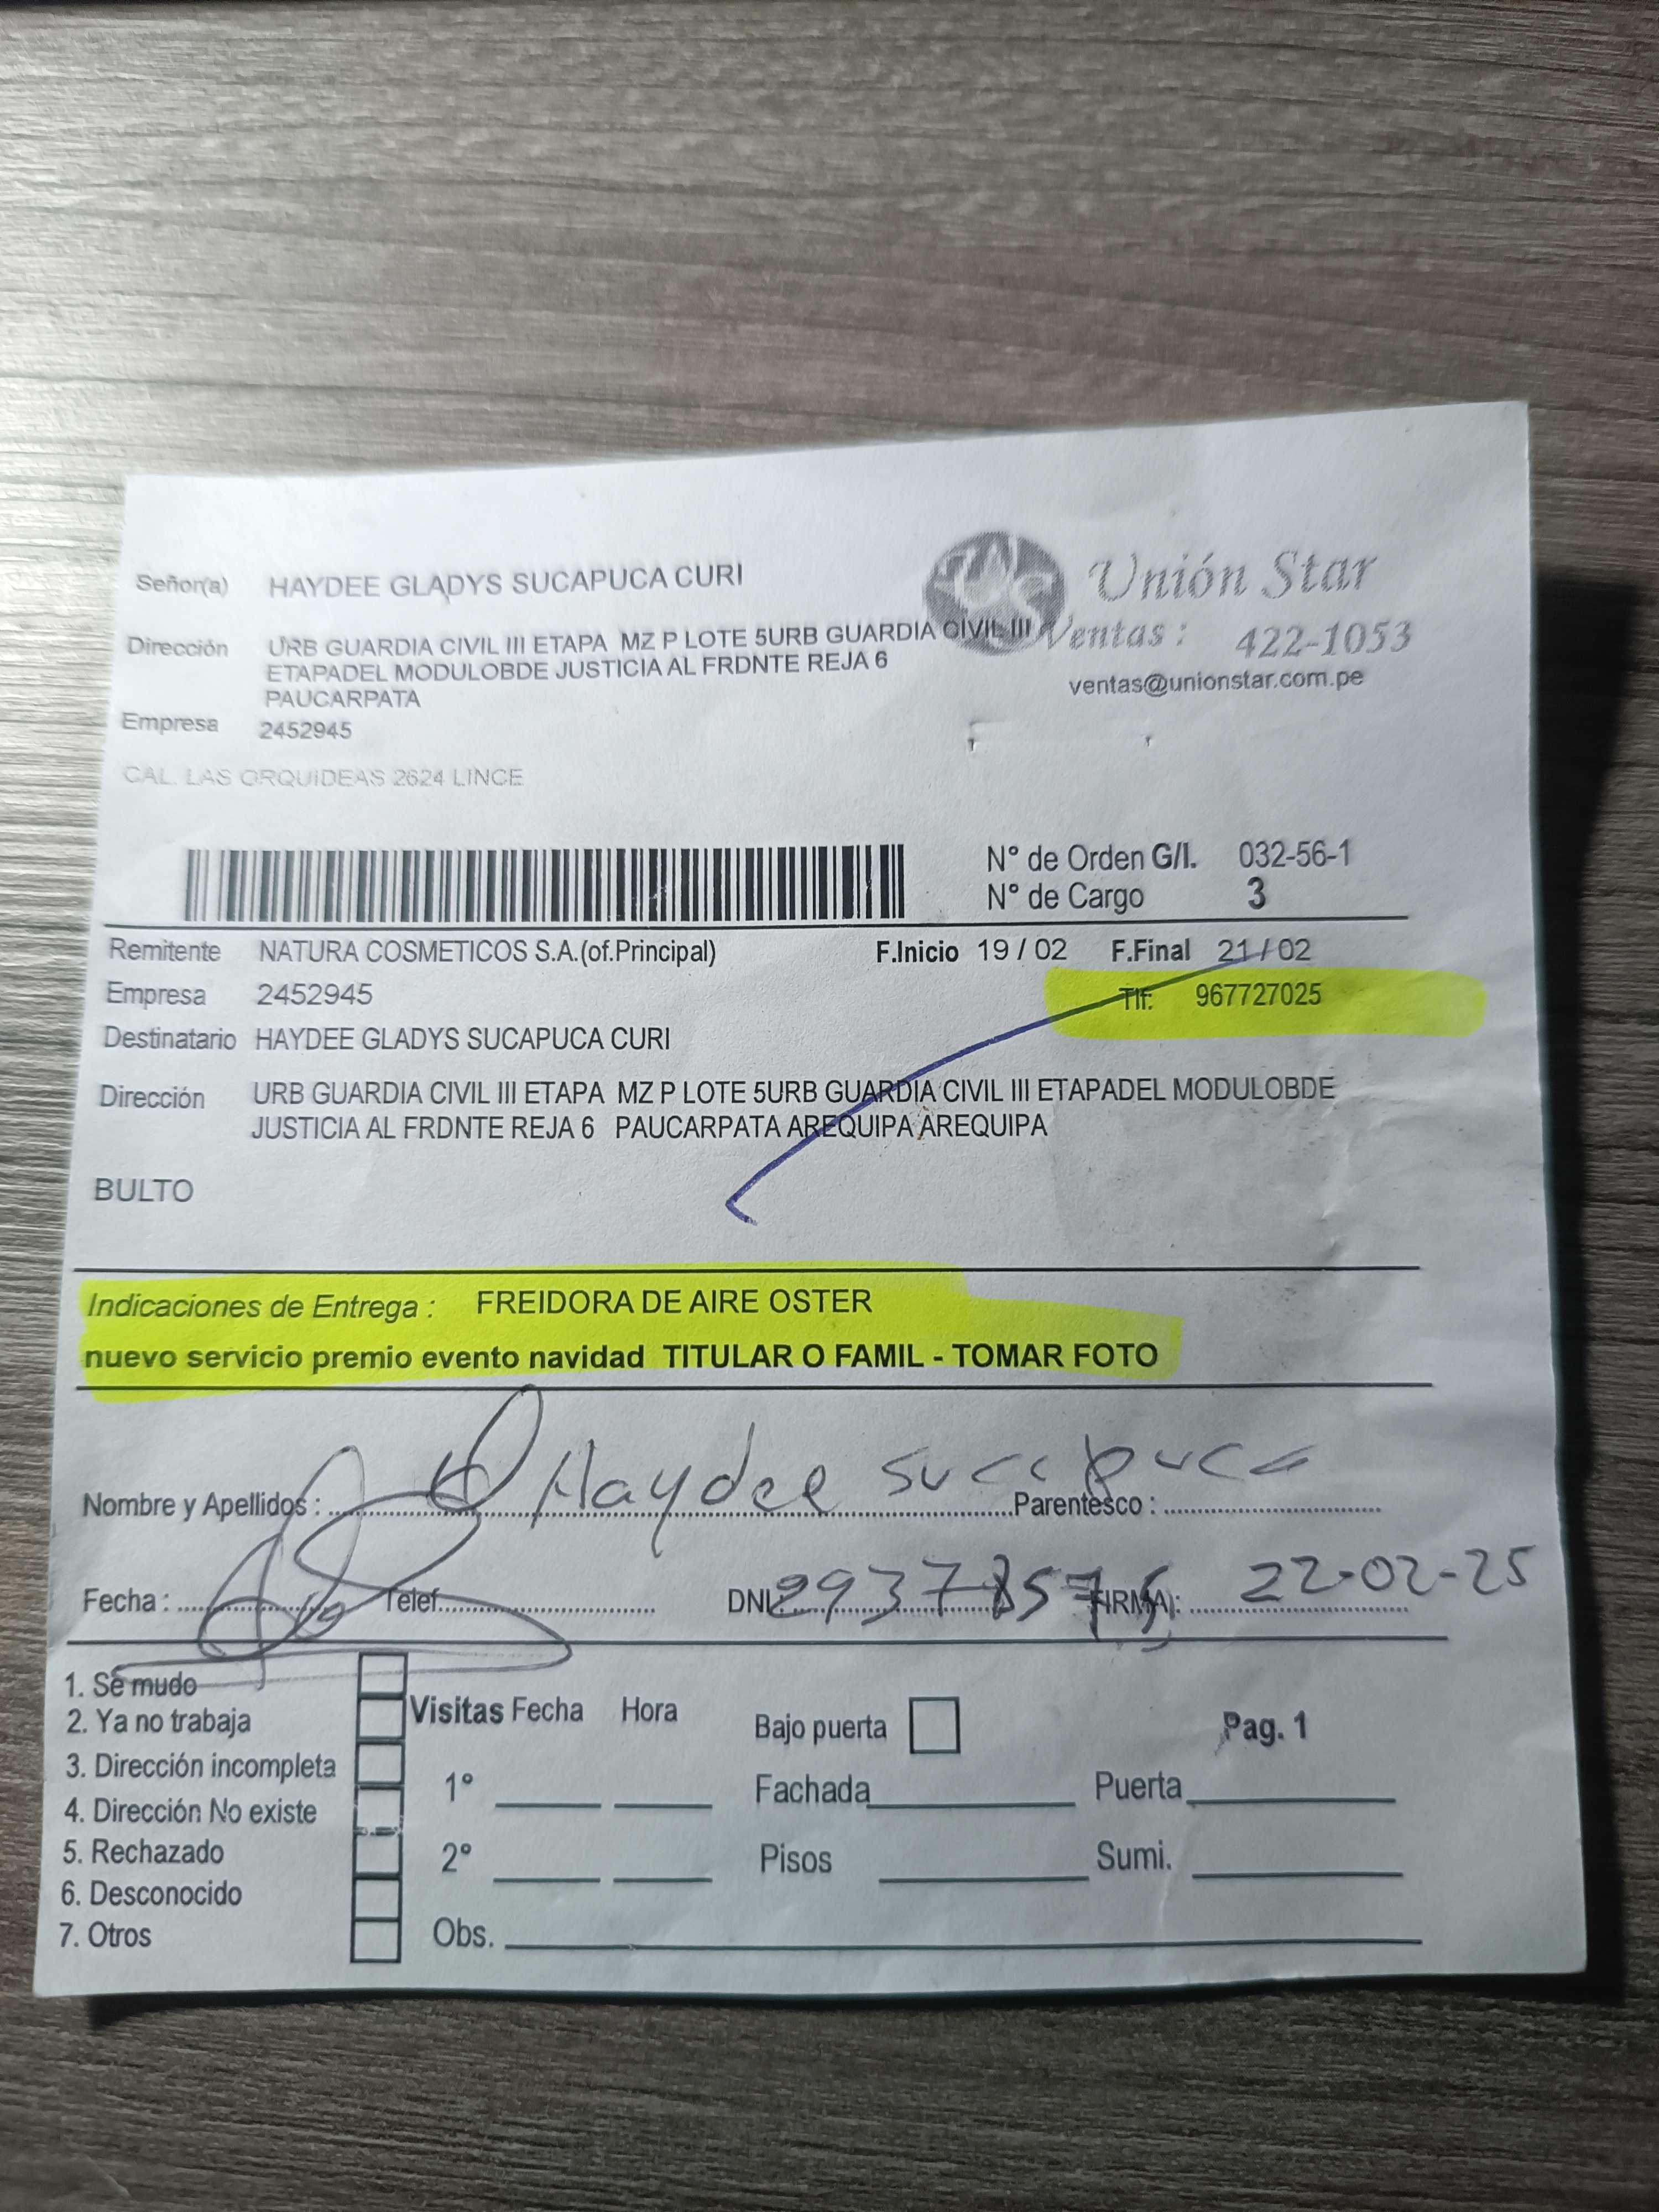 Señor(a) HAYDEE GLADYS SUCAPUCA CURI
Unión Star
Dirección URB GUARDIA CIVIL III ETAPA MZ P LOTE 5URB GUARDIA CIVIL III
ETAPADEL MODULOBDE JUSTICIA AL FRDNTE REJA 6
PAUCARPATA
Ventas : 422-1053
ventas@unionstar.com.pe
Empresa 2452945
CAL. LAS ORQUIDEAS 2624 LINCE
N° de Orden G/I. 032-56-1
N° de Cargo 3
Remitente NATURA COSMETICOS S.A.(of.Principal) F.Inicio 19 / 02 F.Final 21 / 02
Empresa 2452945 Tlf: 967727025
Destinatario HAYDEE GLADYS SUCAPUCA CURI
Dirección URB GUARDIA CIVIL III ETAPA MZ P LOTE 5URB GUARDIA CIVIL III ETAPADEL MODULOBDE
JUSTICIA AL FRDNTE REJA 6 PAUCARPATA AREQUIPA AREQUIPA
BULTO
Indicaciones de Entrega : FREIDORA DE AIRE OSTER
nuevo servicio premio evento navidad TITULAR O FAMIL - TOMAR FOTO
Nombre y Apellidos : Haydee sucapuca Parentesco :
Fecha : Telef. DNI: FIRMA): 22-02-25
1. Se mudo
2. Ya no trabaja
3. Dirección incompleta
4. Dirección No existe
5. Rechazado
6. Desconocido
7. Otros
Visitas Fecha Hora
1°
2°
Obs.
Bajo puerta Pag. 1
Fachada Puerta
Pisos Sumi.